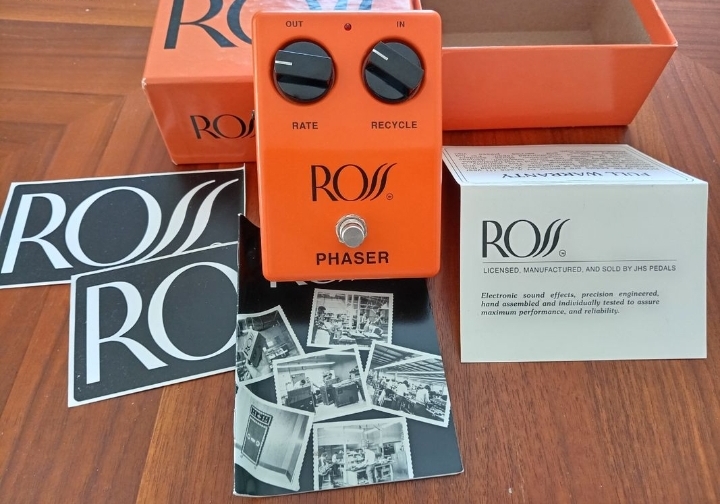 ROSS
OUT
IN
RATE
RECYCLE
ROSS
PHASER
ROSS
ROSS
ROSS
FULL WARRANTY
ROSS
LICENSED, MANUFACTURED, AND SOLD BY JHS PEDALS
Electronic sound effects, precision engineered,
hand assembled and individually tested to assure
maximum performance, and reliability.